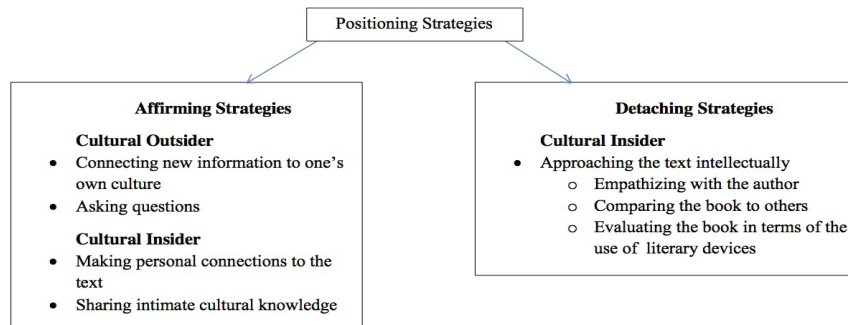 Positioning Strategies
Affirming Strategies
Cultural Outsider
• Connecting new information to one's
own culture
• Asking questions
Cultural Insider
• Making personal connections to the
text
• Sharing intimate cultural knowledge
Detaching Strategies
Cultural Insider
• Approaching the text intellectually
o Empathizing with the author
o Comparing the book to others
o Evaluating the book in terms of the
use of literary devices